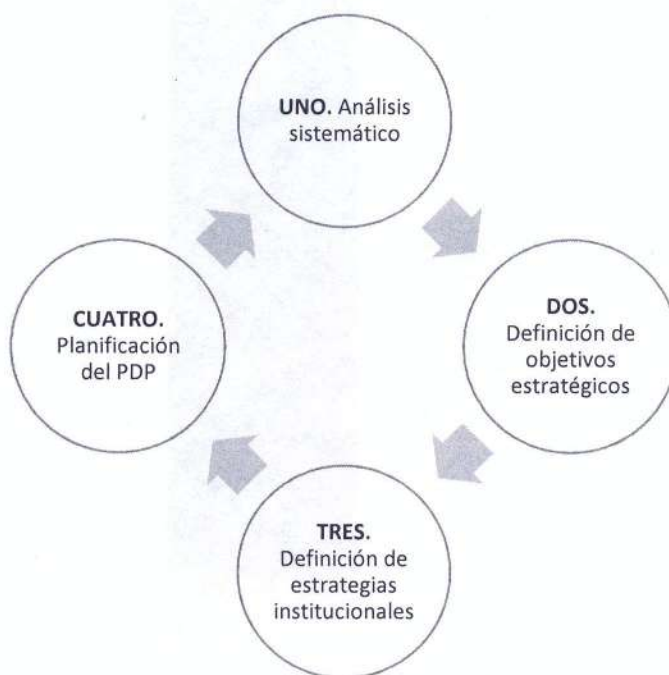 UNO. Análisis
sistemático
DOS.
Definición de
objetivos
estratégicos
TRES.
Definición de
estrategias
institucionales
CUATRO.
Planificación
del PDP